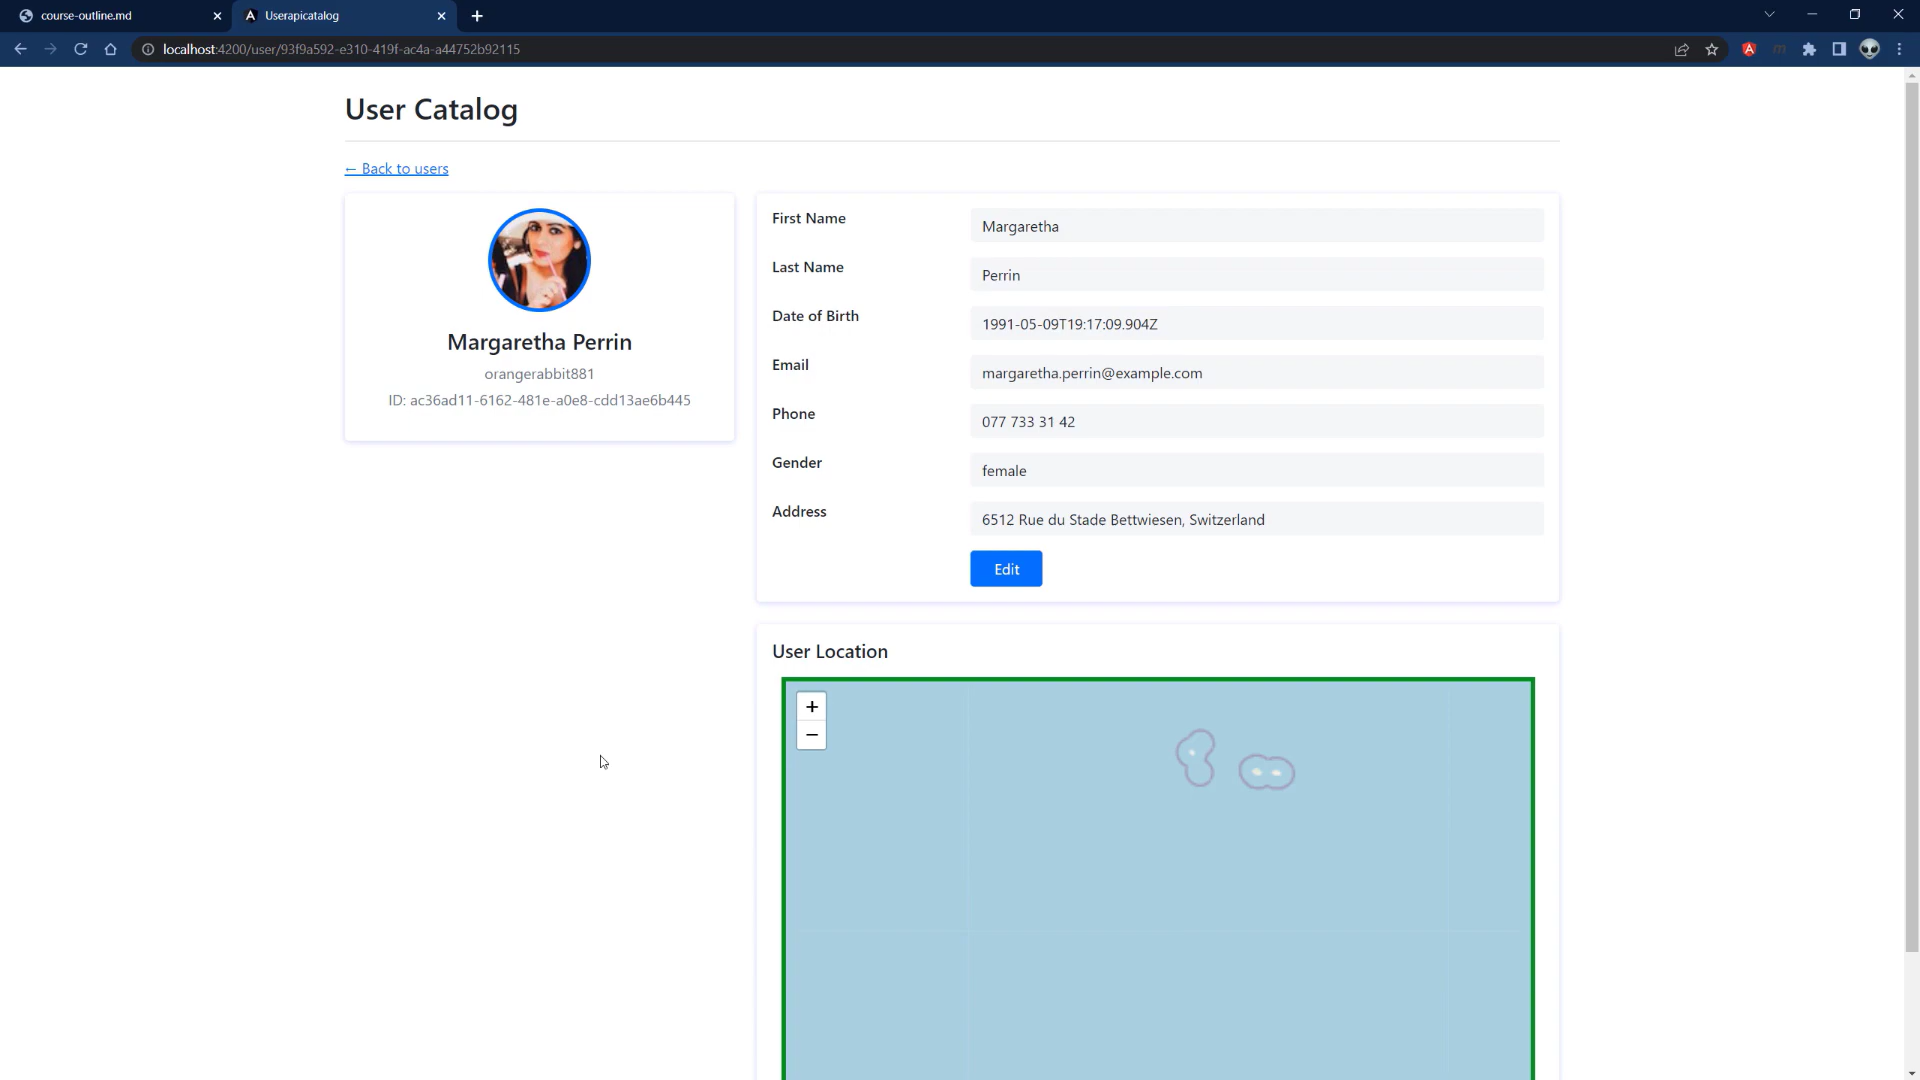 course-outline.md
Userapicatalog
localhost:4200/user/93f9a592-e310-419f-ac4a-a44752b92115
User Catalog
← Back to users
Margaretha Perrin
orangerabbit881
ID: ac36ad11-6162-481e-a0e8-cdd13ae6b445
First Name
Margaretha
Last Name
Perrin
Date of Birth
1991-05-09T19:17:09.904Z
Email
margaretha.perrin@example.com
Phone
077 733 31 42
Gender
female
Address
6512 Rue du Stade Bettwiesen, Switzerland
Edit
User Location
+
−